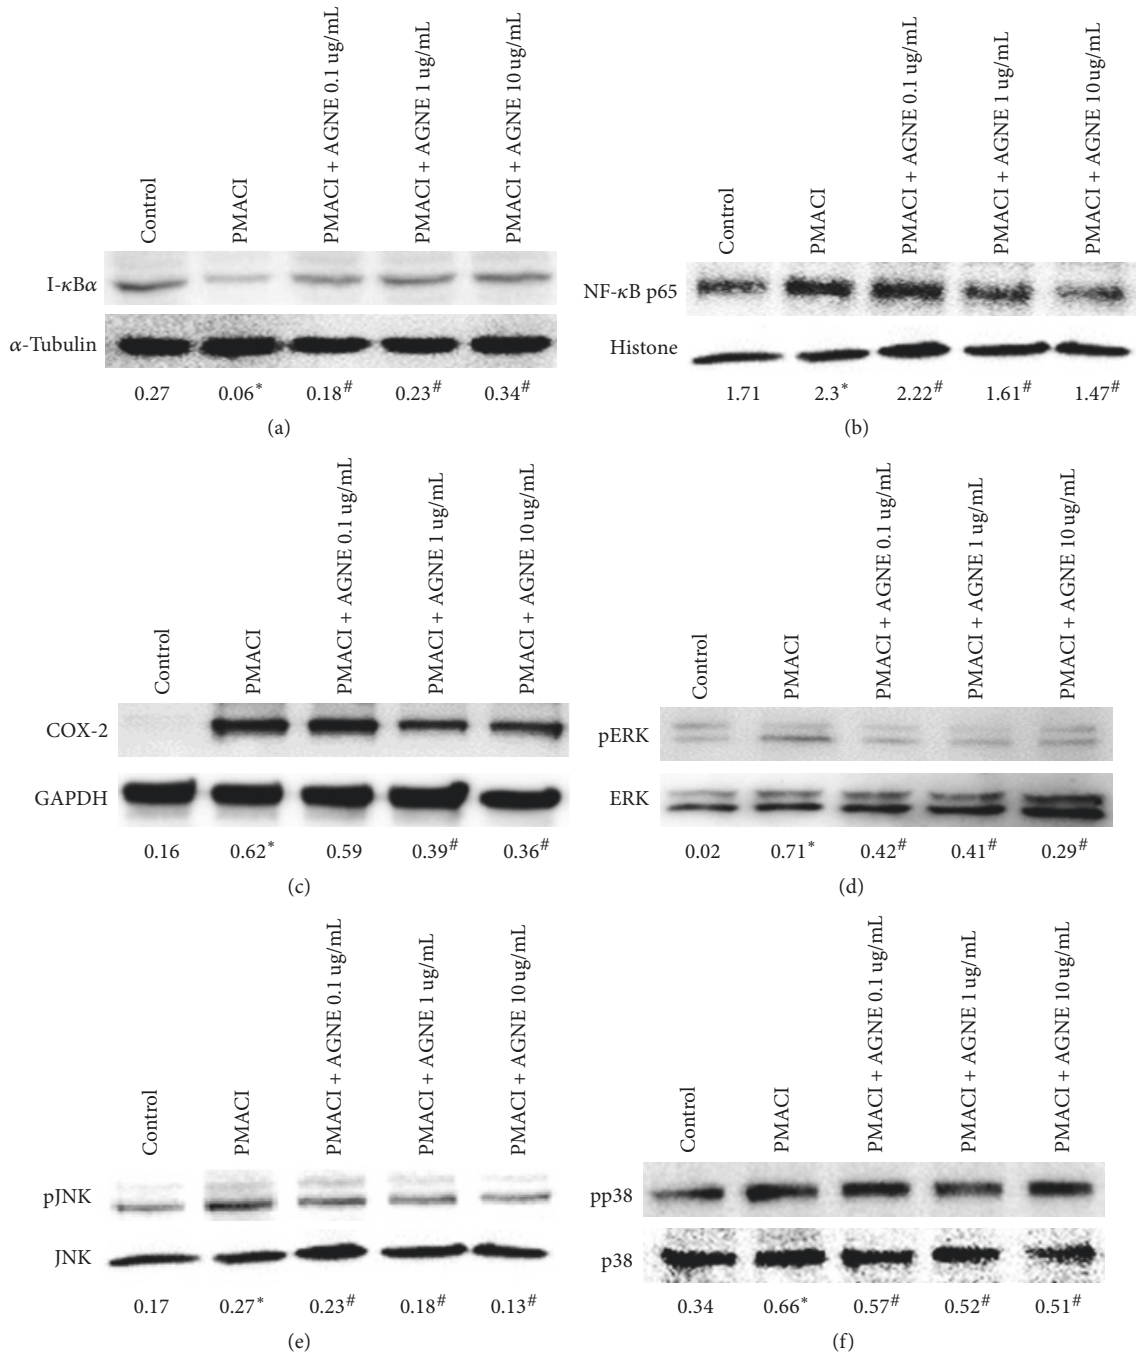 Control
PMACI
PMACI + AGNE 0.1 ug/mL
PMACI + AGNE 1 ug/mL
PMACI + AGNE 10 ug/mL
I-κBα
α-Tubulin
0.27 0.06* 0.18# 0.23# 0.34#
(a)
Control
PMACI
PMACI + AGNE 0.1 ug/mL
PMACI + AGNE 1 ug/mL
PMACI + AGNE 10 ug/mL
NF-κB p65
Histone
1.71 2.3* 2.22# 1.61# 1.47#
(b)
Control
PMACI
PMACI + AGNE 0.1 ug/mL
PMACI + AGNE 1 ug/mL
PMACI + AGNE 10 ug/mL
COX-2
GAPDH
0.16 0.62* 0.59 0.39# 0.36#
(c)
Control
PMACI
PMACI + AGNE 0.1 ug/mL
PMACI + AGNE 1 ug/mL
PMACI + AGNE 10 ug/mL
pERK
ERK
0.02 0.71* 0.42# 0.41# 0.29#
(d)
Control
PMACI
PMACI + AGNE 0.1 ug/mL
PMACI + AGNE 1 ug/mL
PMACI + AGNE 10 ug/mL
pJNK
JNK
0.17 0.27* 0.23# 0.18# 0.13#
(e)
Control
PMACI
PMACI + AGNE 0.1 ug/mL
PMACI + AGNE 1 ug/mL
PMACI + AGNE 10 ug/mL
pp38
p38
0.34 0.66* 0.57# 0.52# 0.51#
(f)